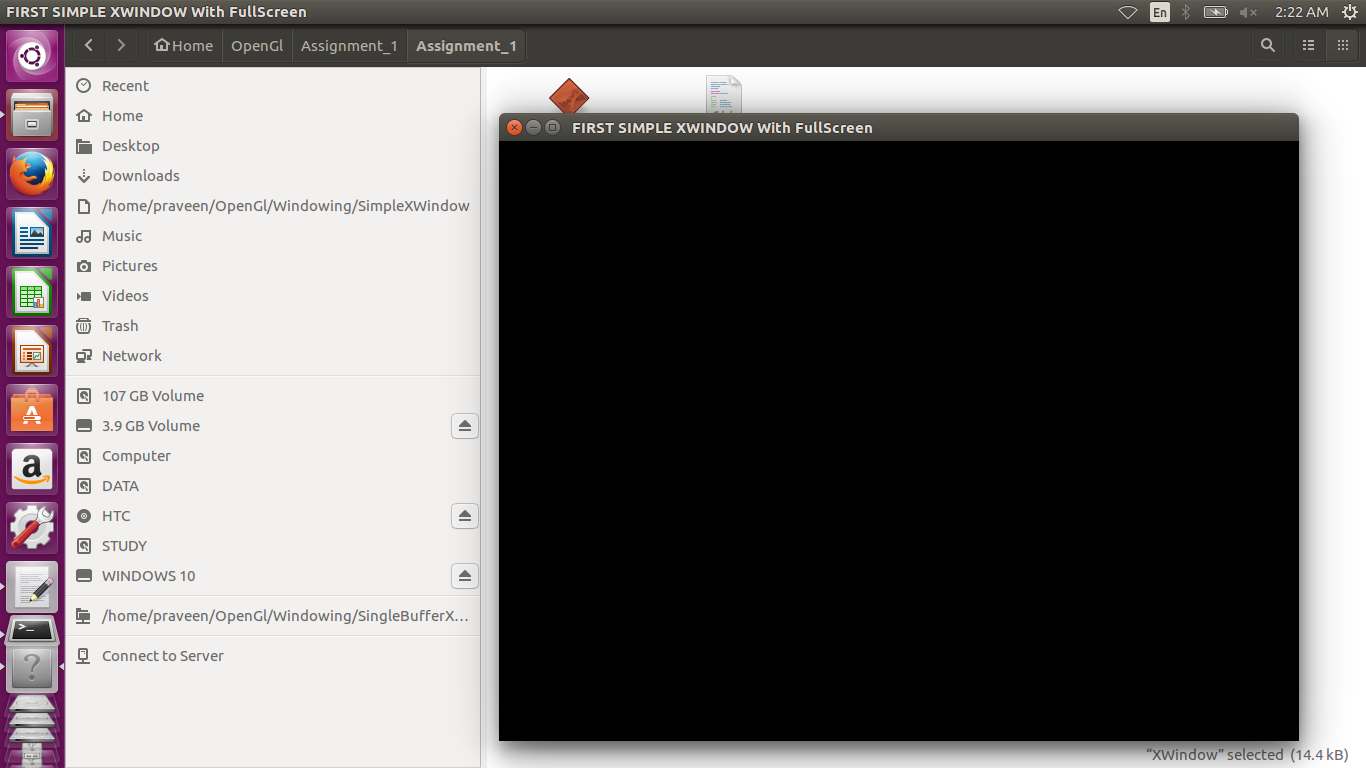 FIRST SIMPLE XWINDOW With FullScreen
En
2:22 AM
Home
OpenGl
Assignment_1
Assignment_1
Recent
Home
Desktop
Downloads
/home/praveen/OpenGl/Windowing/SimpleXWindow
Music
Pictures
Videos
Trash
Network
107 GB Volume
3.9 GB Volume
Computer
DATA
HTC
STUDY
WINDOWS 10
/home/praveen/OpenGl/Windowing/SingleBufferX…
Connect to Server
FIRST SIMPLE XWINDOW With FullScreen
“XWindow” selected (14.4 kB)